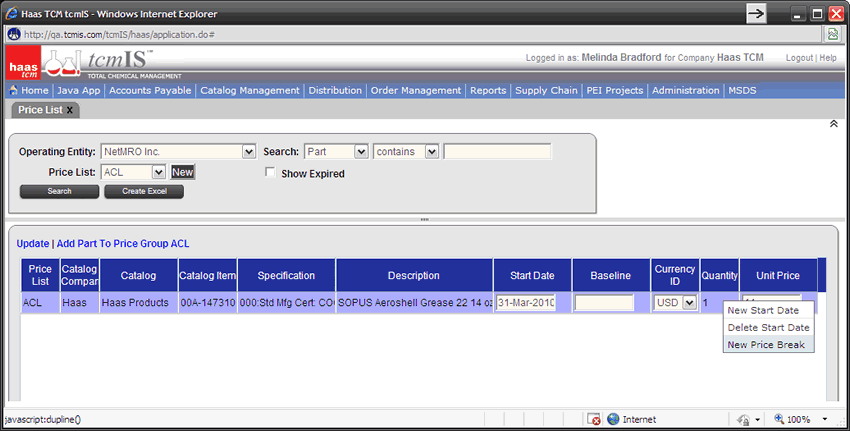 Haas TCM tcmIS - Windows Internet Explorer
http://qa.tcmis.com/tcmIS/haas/application.do#
haas tcm tcmIS™ Logged in as: Melinda Bradford for Company Haas TCM Logout | Help
TOTAL CHEMICAL MANAGEMENT
Home Java App Accounts Payable Catalog Management Distribution Order Management Reports Supply Chain PEI Projects Administration MSDS
Price List X
Operating Entity: NetMRO Inc. Search: Part contains
Price List: ACL New Show Expired
Search Create Excel
Update | Add Part To Price Group ACL
Price List Catalog Compan Catalog Catalog Item Specification Description Start Date Baseline Currency ID Quantity Unit Price
ACL Haas Haas Products 00A-147310 000:Std Mfg Cert: CO SOPUS Aeroshell Grease 22 14 oz 31-Mar-2010 USD 1
New Start Date
Delete Start Date
New Price Break
javascript:dupline() Internet 100%